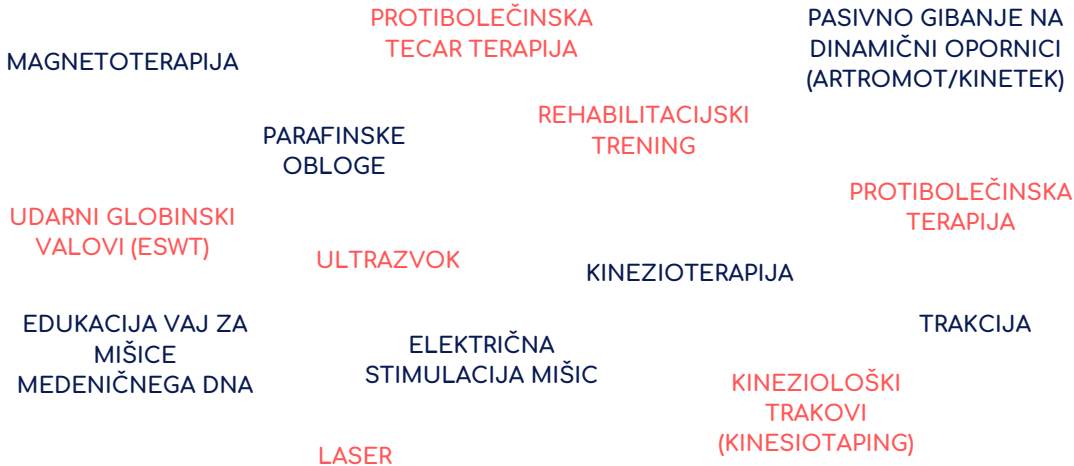 PROTIBOLEČINSKA
TECAR TERAPIJA
PASIVNO GIBANJE NA
DINAMIČNI OPORNICI
(ARTROMOT/KINETEK)
MAGNETOTERAPIJA
PARAFINSKE
OBLOGE
REHABILITACIJSKI
TRENING
PROTIBOLEČINSKA
TERAPIJA
UDARNI GLOBINSKI
VALOVI (ESWT)
ULTRAZVOK
KINEZIOTERAPIJA
EDUKACIJA VAJ ZA
MIŠICE
MEDENIČNEGA DNA
ELEKTRIČNA
STIMULACIJA MIŠIC
TRAKCIJA
KINEZIOLOŠKI
TRAKOVI
(KINESIOTAPING)
LASER